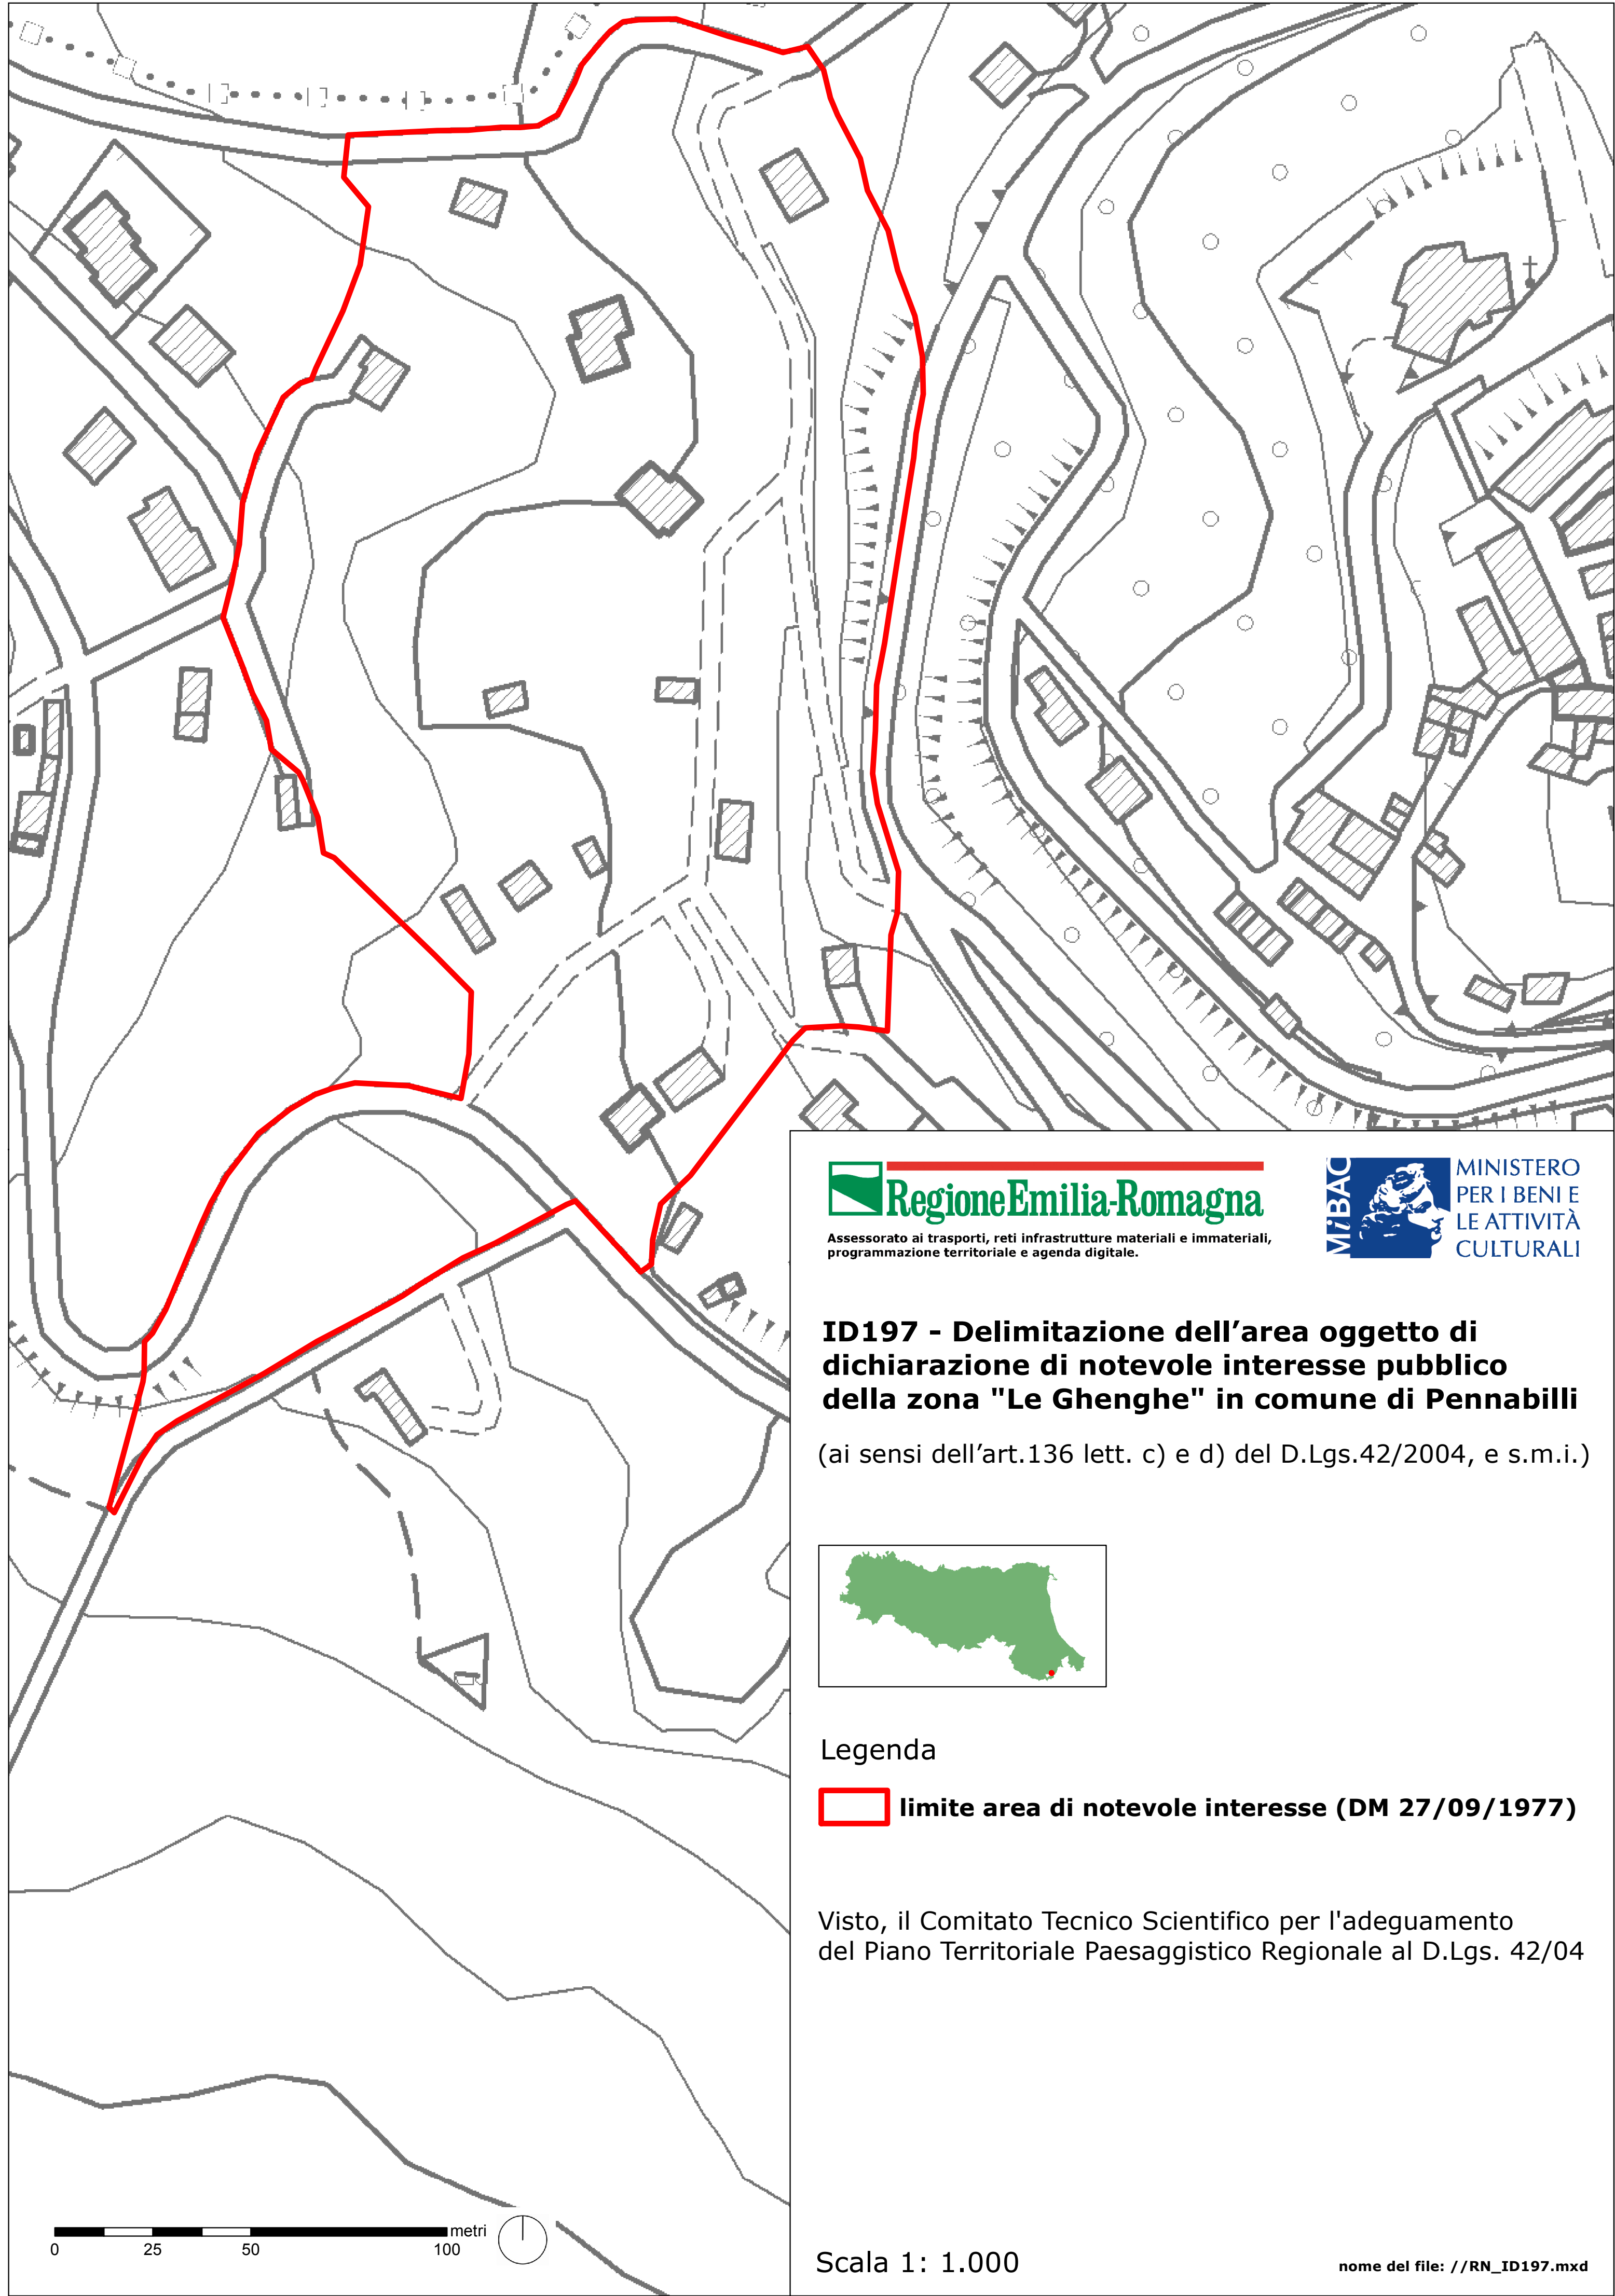 RegioneEmilia-Romagna
Assessorato ai trasporti, reti infrastrutture materiali e immateriali,
programmazione territoriale e agenda digitale.
MiBAC
MINISTERO
PER I BENI E
LE ATTIVITÀ
CULTURALI
ID197 - Delimitazione dell’area oggetto di
dichiarazione di notevole interesse pubblico
della zona "Le Ghenghe" in comune di Pennabilli
(ai sensi dell’art.136 lett. c) e d) del D.Lgs.42/2004, e s.m.i.)
Legenda
limite area di notevole interesse (DM 27/09/1977)
Visto, il Comitato Tecnico Scientifico per l'adeguamento
del Piano Territoriale Paesaggistico Regionale al D.Lgs. 42/04
metri
0 25 50 100
Scala 1: 1.000
nome del file: //RN_ID197.mxd